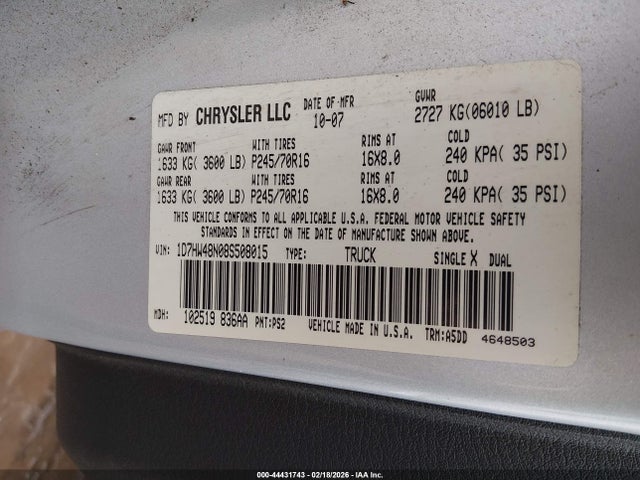 MFD BY CHRYSLER LLC DATE OF MFR 10-07 GVWR 2727 KG(06010 LB)
GAWR FRONT WITH TIRES RIMS AT COLD
1633 KG( 3600 LB) P245/70R16 16X8.0 240 KPA( 35 PSI)
GAWR REAR WITH TIRES RIMS AT COLD
1633 KG( 3600 LB) P245/70R16 16X8.0 240 KPA( 35 PSI)
THIS VEHICLE CONFORMS TO ALL APPLICABLE U.S.A. FEDERAL MOTOR VEHICLE SAFETY
STANDARDS IN EFFECT ON THE DATE OF MANUFACTURE SHOWN ABOVE.
VIN: 1D7HW48N08S508015 TYPE: TRUCK SINGLE X DUAL
MDH: 102519 836AA PNT:PS2 VEHICLE MADE IN U.S.A. TRM:A5DD 4648503
000-44431743 - 02/18/2026 - IAAI Inc.